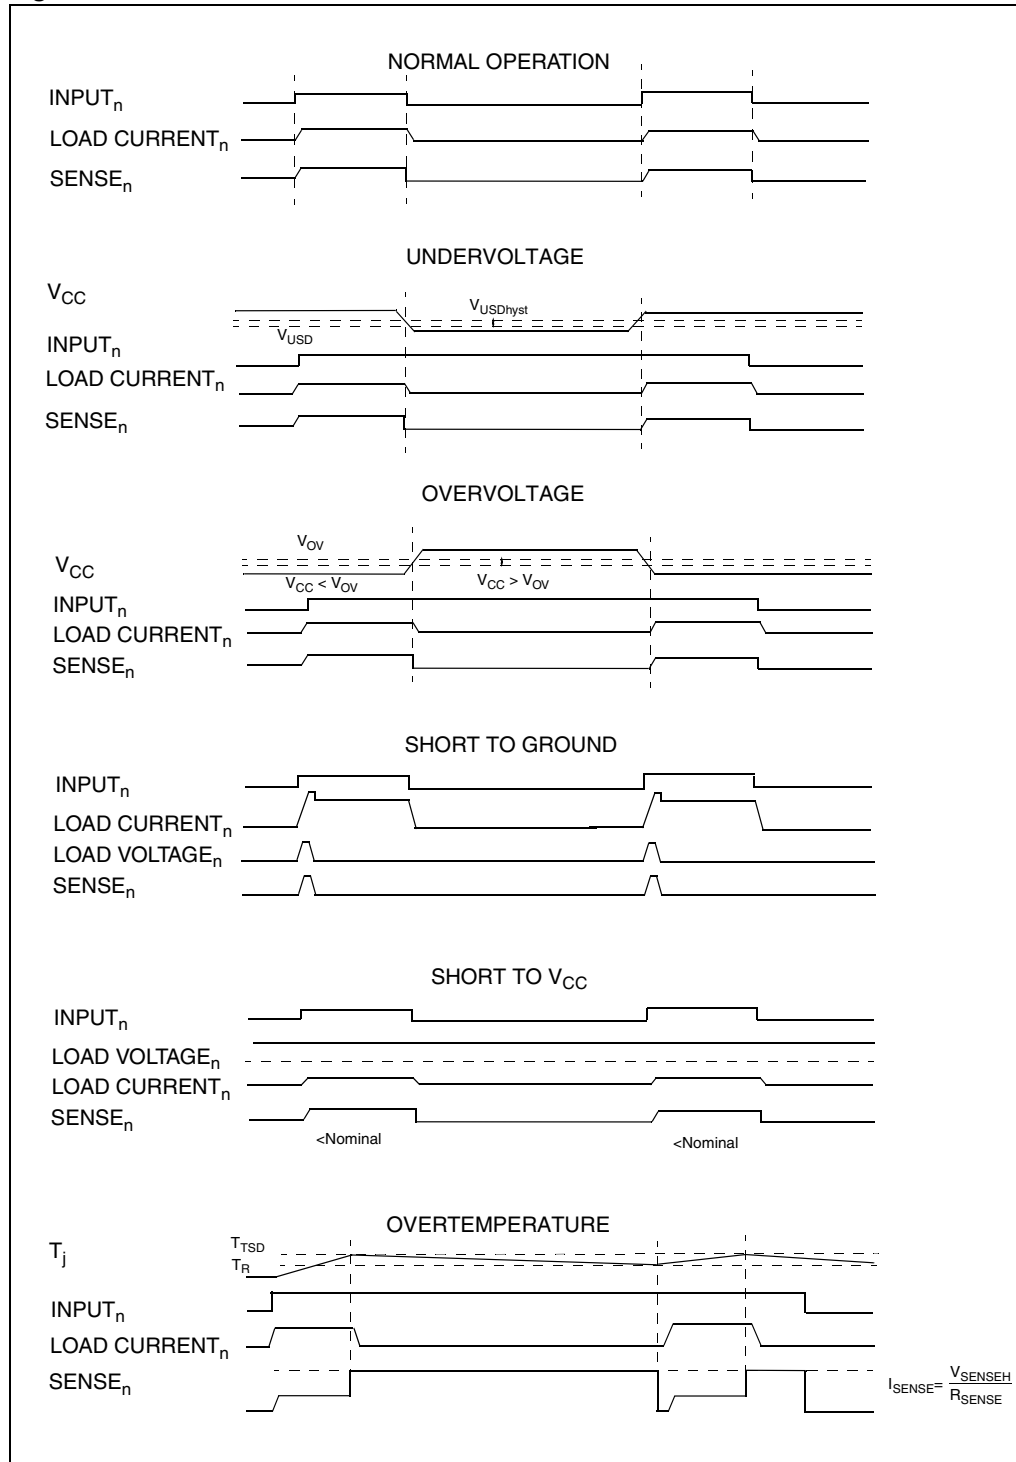 NORMAL OPERATION
INPUTn
LOAD CURRENTn
SENSEn
UNDERVOLTAGE
VCC
VUSDhyst
VUSD
INPUTn
LOAD CURRENTn
SENSEn
OVERVOLTAGE
VOV
VCC
VCC < VOV
VCC > VOV
INPUTn
LOAD CURRENTn
SENSEn
SHORT TO GROUND
INPUTn
LOAD CURRENTn
LOAD VOLTAGEn
SENSEn
SHORT TO VCC
INPUTn
LOAD VOLTAGEn
LOAD CURRENTn
SENSEn
<Nominal
<Nominal
OVERTEMPERATURE
Tj
TTSD
TR
INPUTn
LOAD CURRENTn
SENSEn
ISENSE= VSENSEH
RSENSE